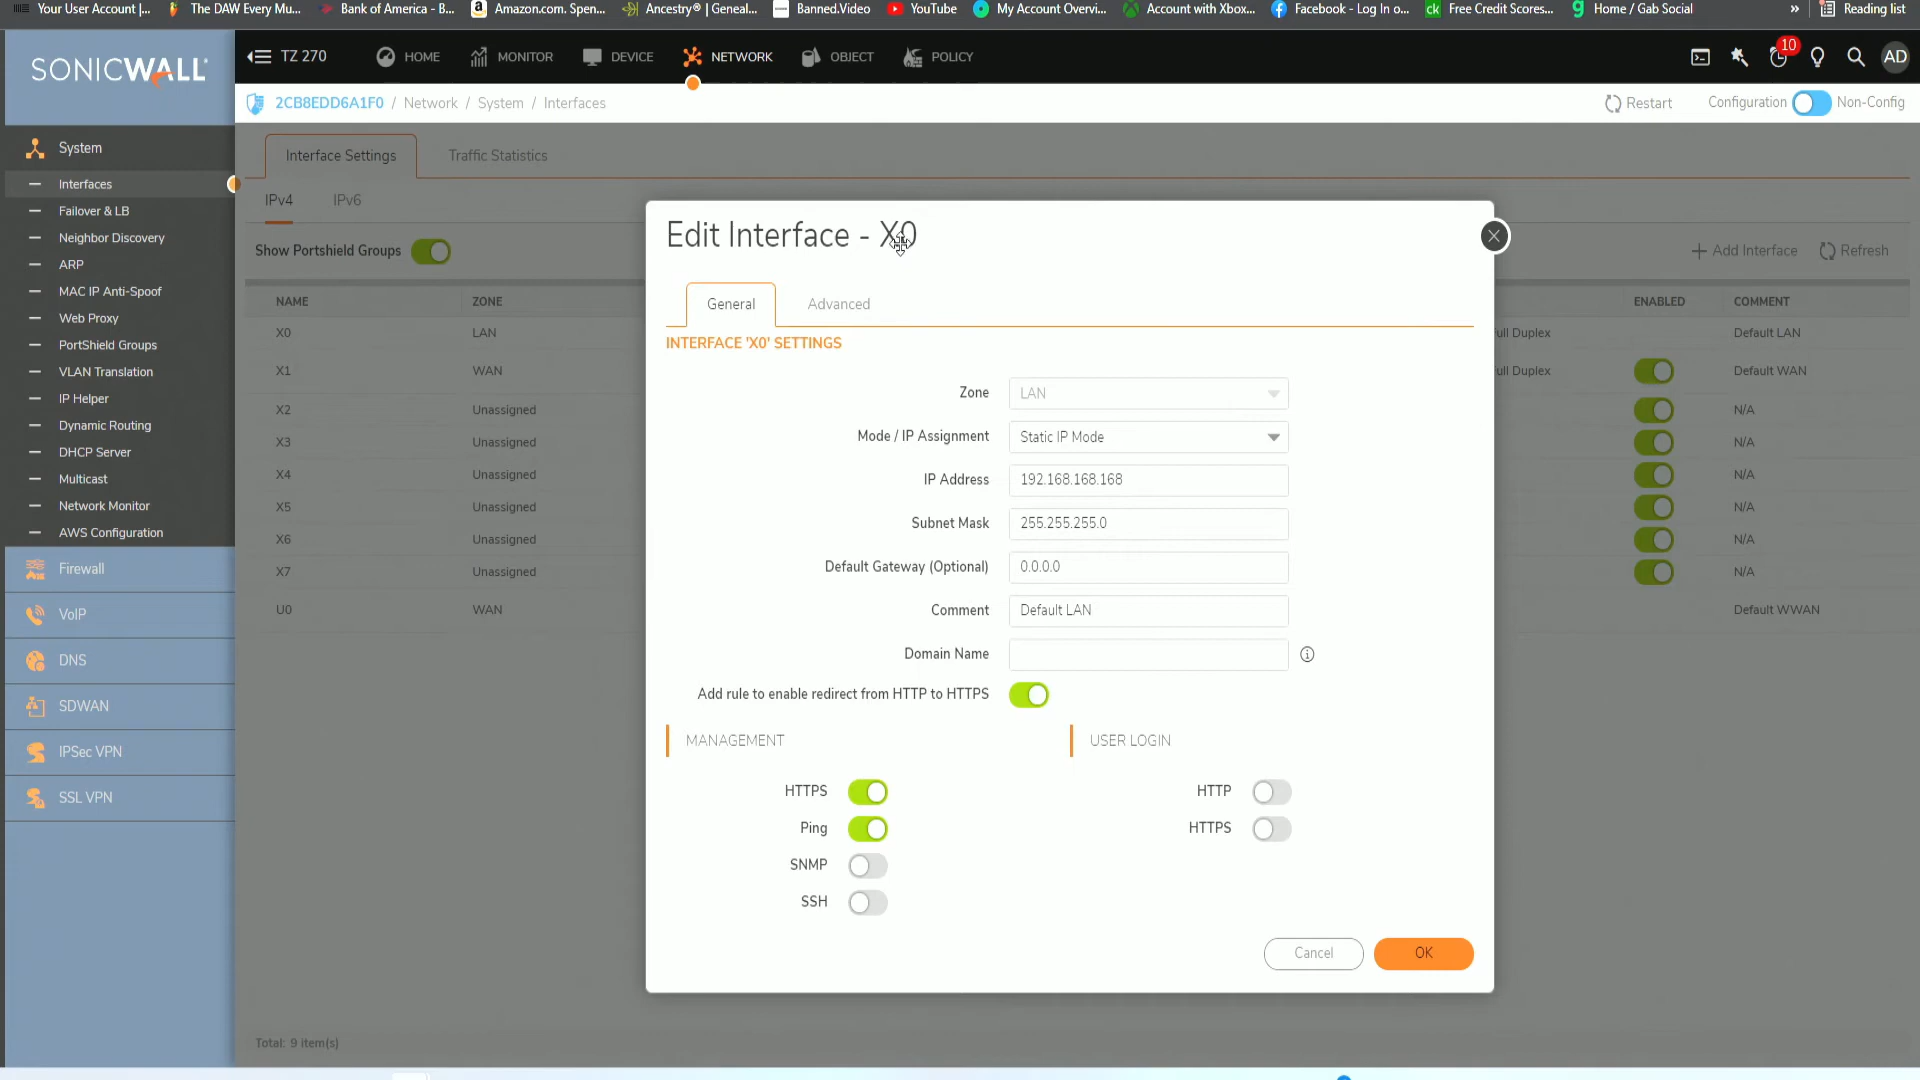 Your User Account |...
The DAW Every Mu...
Bank of America - B...
Amazon.com. Spen...
Ancestry® | Geneal...
Banned.Video
YouTube
My Account Overvi...
Account with Xbox...
Facebook - Log In o...
Free Credit Scores...
Home / Gab Social
»
Reading list
SONICWALL
TZ 270
HOME
MONITOR
DEVICE
NETWORK
OBJECT
POLICY
10
AD
2CB8EDD6A1F0 / Network / System / Interfaces
Restart
Configuration
Non-Config
System
Interfaces
Failover & LB
Neighbor Discovery
ARP
MAC IP Anti-Spoof
Web Proxy
PortShield Groups
VLAN Translation
IP Helper
Dynamic Routing
DHCP Server
Multicast
Network Monitor
AWS Configuration
Firewall
VoIP
DNS
SDWAN
IPSec VPN
SSL VPN
Interface Settings
Traffic Statistics
IPv4
IPv6
Show Portshield Groups
Add Interface
Refresh
NAME ZONE ENABLED COMMENT
X0 LAN ull Duplex Default LAN
X1 WAN ull Duplex Default WAN
X2 Unassigned N/A
X3 Unassigned N/A
X4 Unassigned N/A
X5 Unassigned N/A
X6 Unassigned N/A
X7 Unassigned N/A
U0 WAN Default WWAN
Total: 9 item(s)
Edit Interface - X0
General
Advanced
INTERFACE 'X0' SETTINGS
Zone LAN
Mode / IP Assignment Static IP Mode
IP Address 192.168.168.168
Subnet Mask 255.255.255.0
Default Gateway (Optional) 0.0.0.0
Comment Default LAN
Domain Name
Add rule to enable redirect from HTTP to HTTPS
MANAGEMENT
HTTPS
Ping
SNMP
SSH
USER LOGIN
HTTP
HTTPS
Cancel
OK